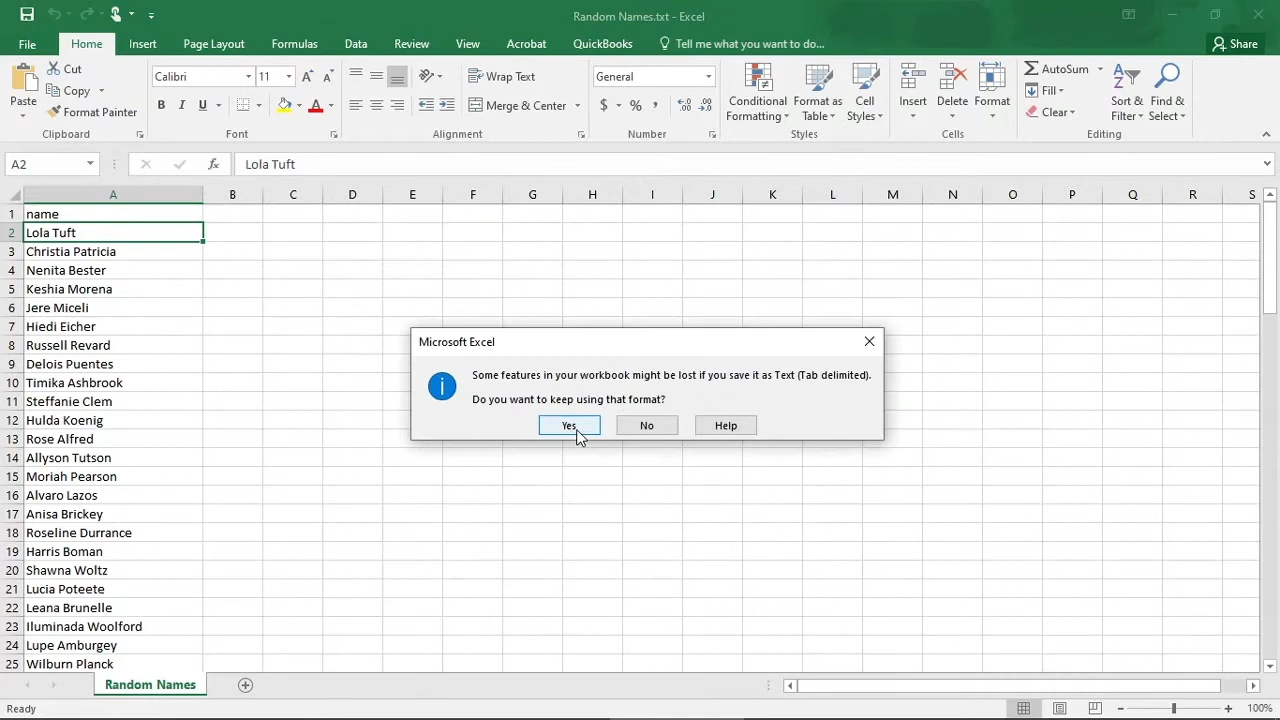 Random Names.txt - Excel
File Home Insert Page Layout Formulas Data Review View Acrobat QuickBooks Tell me what you want to do... Share
Paste
Cut
Copy
Format Painter
Clipboard
Calibri 11
B I U
Font
Wrap Text
Merge & Center
Alignment
General
$ % ,
Number
Conditional Formatting
Format as Table
Cell Styles
Styles
Insert
Delete
Format
Cells
AutoSum
Fill
Clear
Sort & Filter
Find & Select
Editing
A2 fx Lola Tuft
A B C D E F G H I J K L M N O P Q R S
1 name
2 Lola Tuft
3 Christia Patricia
4 Nenita Bester
5 Keshia Morena
6 Jere Miceli
7 Hiedi Eicher
8 Russell Revard
9 Delois Puentes
10 Timika Ashbrook
11 Steffanie Clem
12 Hulda Koenig
13 Rose Alfred
14 Allyson Tutson
15 Moriah Pearson
16 Alvaro Lazos
17 Anisa Brickey
18 Roseline Durrance
19 Harris Boman
20 Shawna Woltz
21 Lucia Poteete
22 Leana Brunelle
23 Iluminada Woolford
24 Lupe Amburgey
25 Wilburn Planck
Microsoft Excel
Some features in your workbook might be lost if you save it as Text (Tab delimited).
Do you want to keep using that format?
Yes No Help
Random Names
Ready 100%